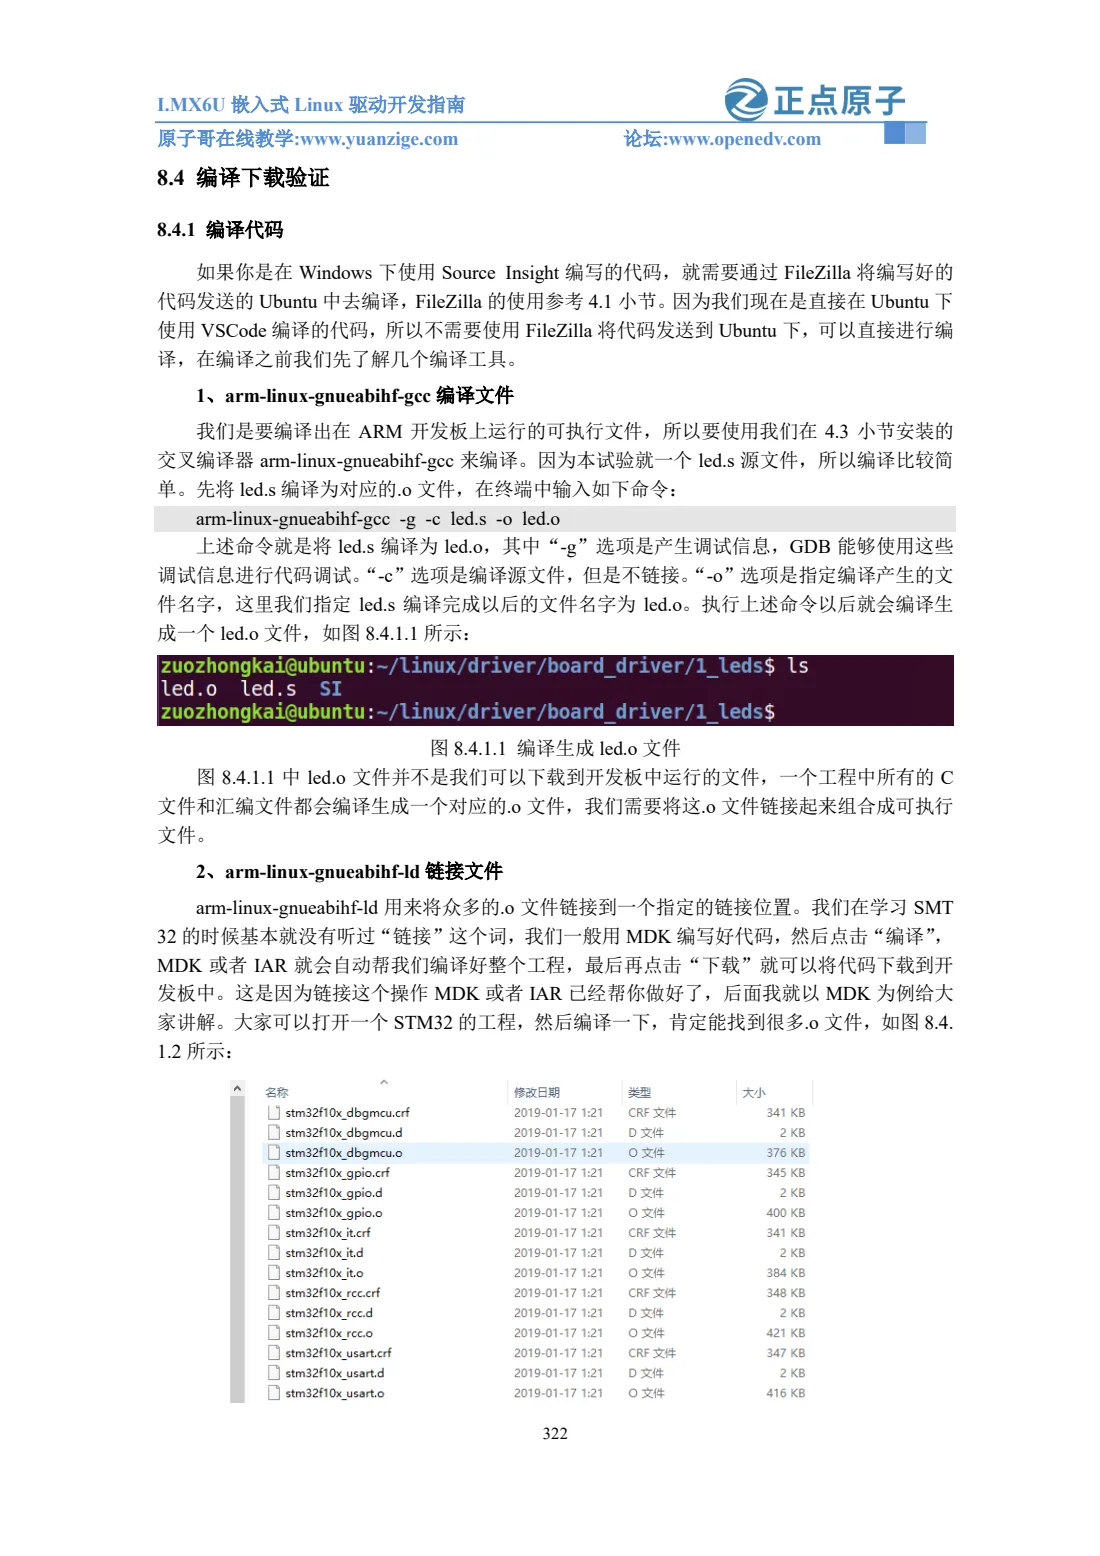 I.MX6U 嵌入式 Linux 驱动开发指南
正点原子
原子哥在线教学:www.yuanzige.com 论坛:www.openedv.com
8.4 编译下载验证
8.4.1 编译代码
如果你是在 Windows 下使用 Source Insight 编写的代码，就需要通过 FileZilla 将编写好的
代码发送的 Ubuntu 中去编译，FileZilla 的使用参考 4.1 小节。因为我们现在是直接在 Ubuntu 下
使用 VSCode 编译的代码，所以不需要使用 FileZilla 将代码发送到 Ubuntu 下，可以直接进行编
译，在编译之前我们先了解几个编译工具。
1、arm-linux-gnueabihf-gcc 编译文件
我们是要编译出在 ARM 开发板上运行的可执行文件，所以要使用我们在 4.3 小节安装的
交叉编译器 arm-linux-gnueabihf-gcc 来编译。因为本试验就一个 led.s 源文件，所以编译比较简
单。先将 led.s 编译为对应的.o 文件，在终端中输入如下命令：
arm-linux-gnueabihf-gcc -g -c led.s -o led.o
上述命令就是将 led.s 编译为 led.o，其中“-g”选项是产生调试信息，GDB 能够使用这些
调试信息进行代码调试。“-c”选项是编译源文件，但是不链接。“-o”选项是指定编译产生的文
件名字，这里我们指定 led.s 编译完成以后的文件名字为 led.o。执行上述命令以后就会编译生
成一个 led.o 文件，如图 8.4.1.1 所示：
zuozhongkai@ubuntu:~/linux/driver/board_driver/1_leds$ ls
led.o led.s SI
zuozhongkai@ubuntu:~/linux/driver/board_driver/1_leds$
图 8.4.1.1 编译生成 led.o 文件
图 8.4.1.1 中 led.o 文件并不是我们可以下载到开发板中运行的文件，一个工程中所有的 C
文件和汇编文件都会编译生成一个对应的.o 文件，我们需要将这.o 文件链接起来组合成可执行
文件。
2、arm-linux-gnueabihf-ld 链接文件
arm-linux-gnueabihf-ld 用来将众多的.o 文件链接到一个指定的链接位置。我们在学习 SMT
32 的时候基本就没有听过“链接”这个词，我们一般用 MDK 编写好代码，然后点击“编译”，
MDK 或者 IAR 就会自动帮我们编译好整个工程，最后再点击“下载”就可以将代码下载到开
发板中。这是因为链接这个操作 MDK 或者 IAR 已经帮你做好了，后面我就以 MDK 为例给大
家讲解。大家可以打开一个 STM32 的工程，然后编译一下，肯定能找到很多.o 文件，如图 8.4.
1.2 所示：
名称 修改日期 类型 大小
stm32f10x_dbgmcu.crf 2019-01-17 1:21 CRF 文件 341 KB
stm32f10x_dbgmcu.d 2019-01-17 1:21 D 文件 2 KB
stm32f10x_dbgmcu.o 2019-01-17 1:21 O 文件 376 KB
stm32f10x_gpio.crf 2019-01-17 1:21 CRF 文件 345 KB
stm32f10x_gpio.d 2019-01-17 1:21 D 文件 2 KB
stm32f10x_gpio.o 2019-01-17 1:21 O 文件 400 KB
stm32f10x_it.crf 2019-01-17 1:21 CRF 文件 341 KB
stm32f10x_it.d 2019-01-17 1:21 D 文件 2 KB
stm32f10x_it.o 2019-01-17 1:21 O 文件 384 KB
stm32f10x_rcc.crf 2019-01-17 1:21 CRF 文件 348 KB
stm32f10x_rcc.d 2019-01-17 1:21 D 文件 2 KB
stm32f10x_rcc.o 2019-01-17 1:21 O 文件 421 KB
stm32f10x_usart.crf 2019-01-17 1:21 CRF 文件 347 KB
stm32f10x_usart.d 2019-01-17 1:21 D 文件 2 KB
stm32f10x_usart.o 2019-01-17 1:21 O 文件 416 KB
322